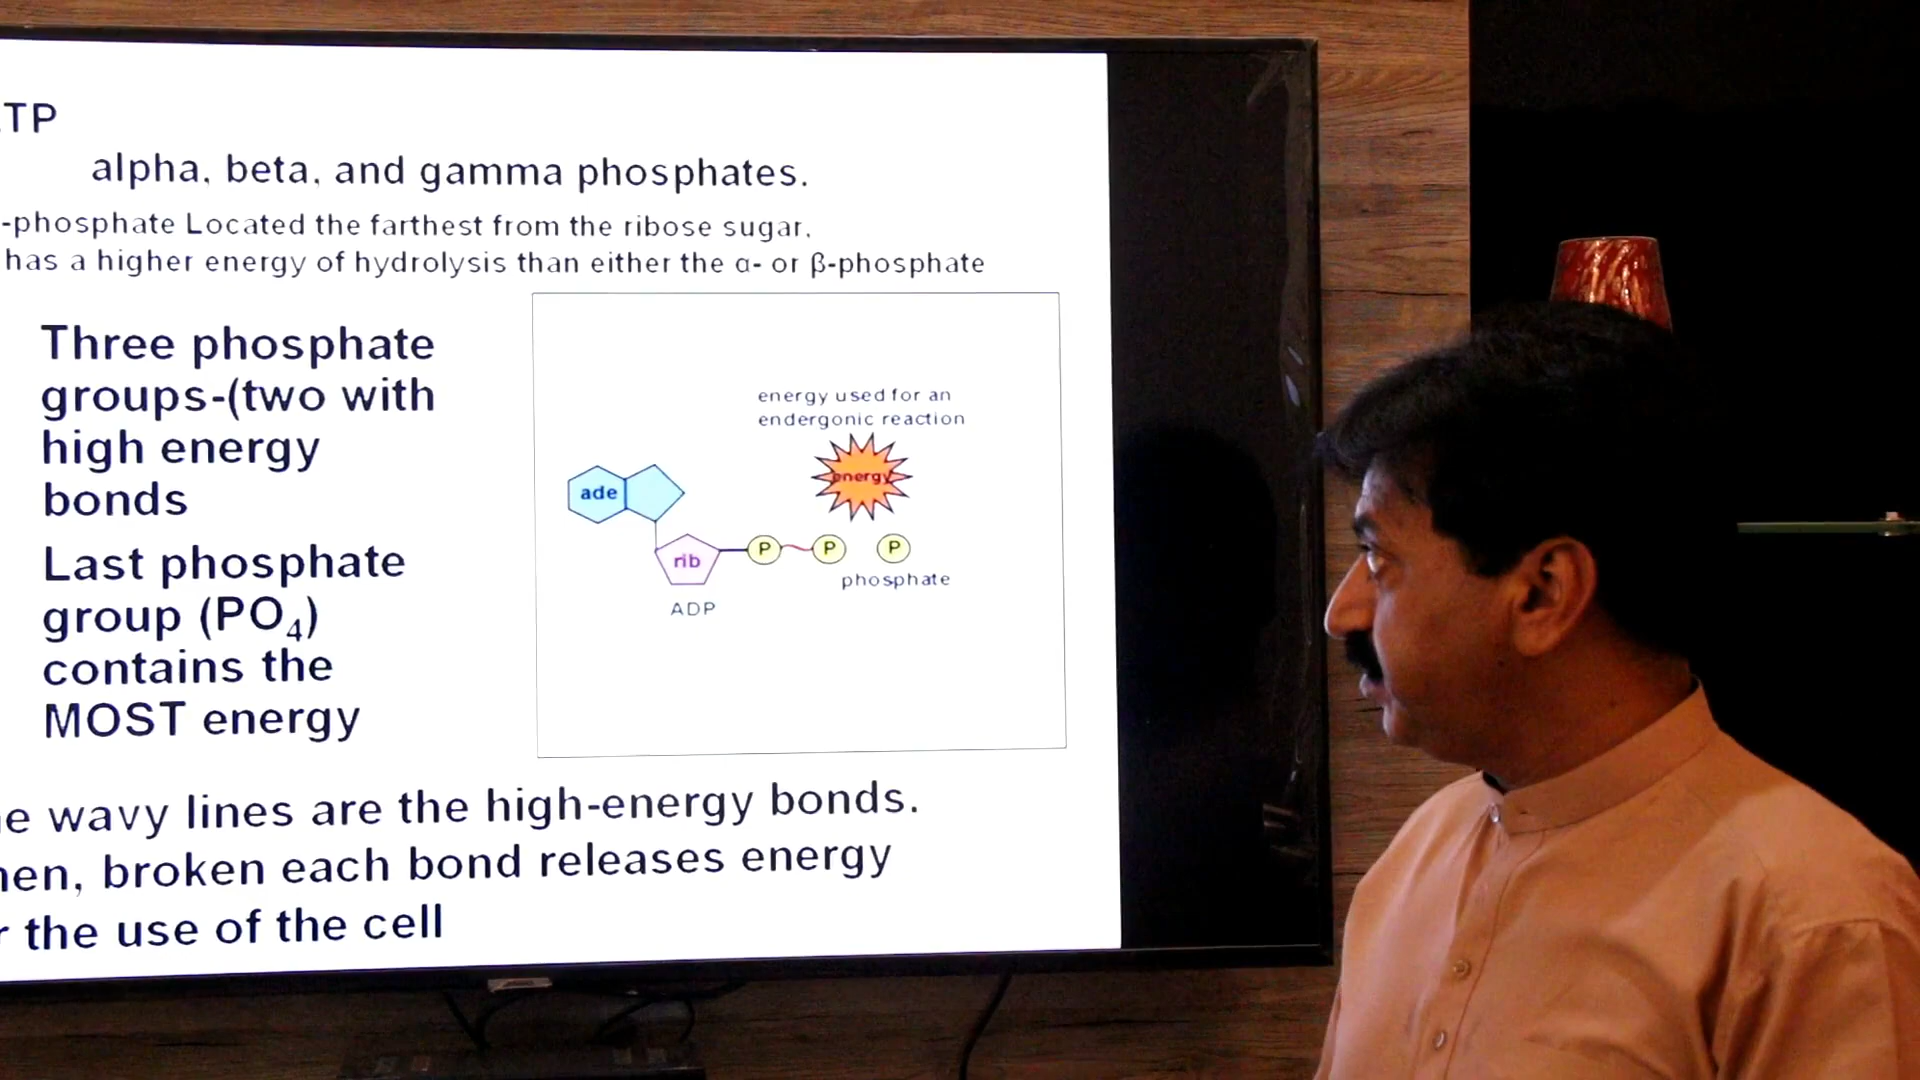 TP
alpha, beta, and gamma phosphates.
-phosphate Located the farthest from the ribose sugar.
has a higher energy of hydrolysis than either the α- or β-phosphate
Three phosphate
groups-(two with
high energy
bonds
Last phosphate
group (PO₄)
contains the
MOST energy
energy used for an
endergonic reaction
energy
ade
rib
P
P
P
phosphate
ADP
e wavy lines are the high-energy bonds.
en, broken each bond releases energy
r the use of the cell